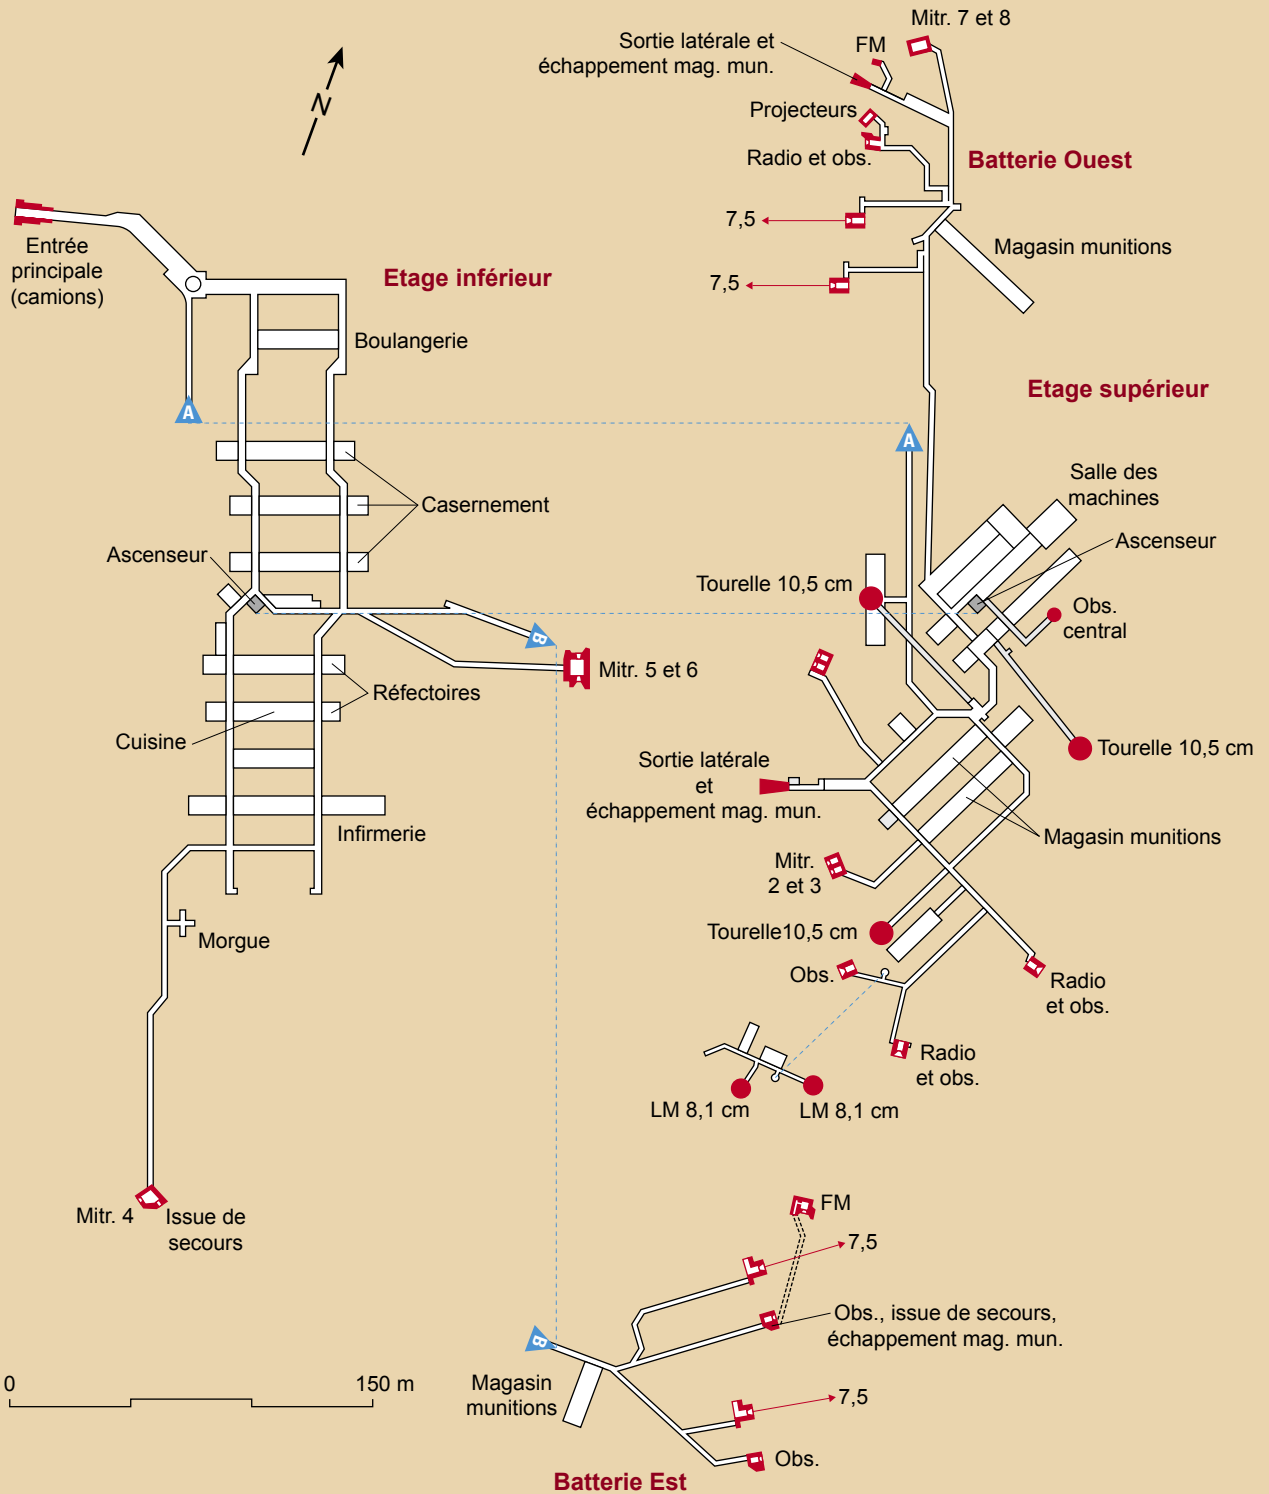 Mitr. 7 et 8
Sortie latérale et
échappement mag. mun.
FM
Projecteurs
Radio et obs.
Batterie Ouest
7,5
7,5
Magasin munitions
N
Entrée
principale
(camions)
Etage inférieur
Boulangerie
A
Casernement
Ascenseur
B
Mitr. 5 et 6
Réfectoires
Cuisine
Infirmerie
Morgue
Mitr. 4
Issue de
secours
Etage supérieur
A
Salle des
machines
Ascenseur
Tourelle 10,5 cm
Obs.
central
Tourelle 10,5 cm
Sortie latérale
et
échappement mag. mun.
Magasin munitions
Mitr.
2 et 3
Tourelle10,5 cm
Obs.
Radio
et obs.
Radio
et obs.
LM 8,1 cm
LM 8,1 cm
FM
7,5
Obs., issue de secours,
échappement mag. mun.
B
Magasin
munitions
7,5
Obs.
Batterie Est
0
150 m